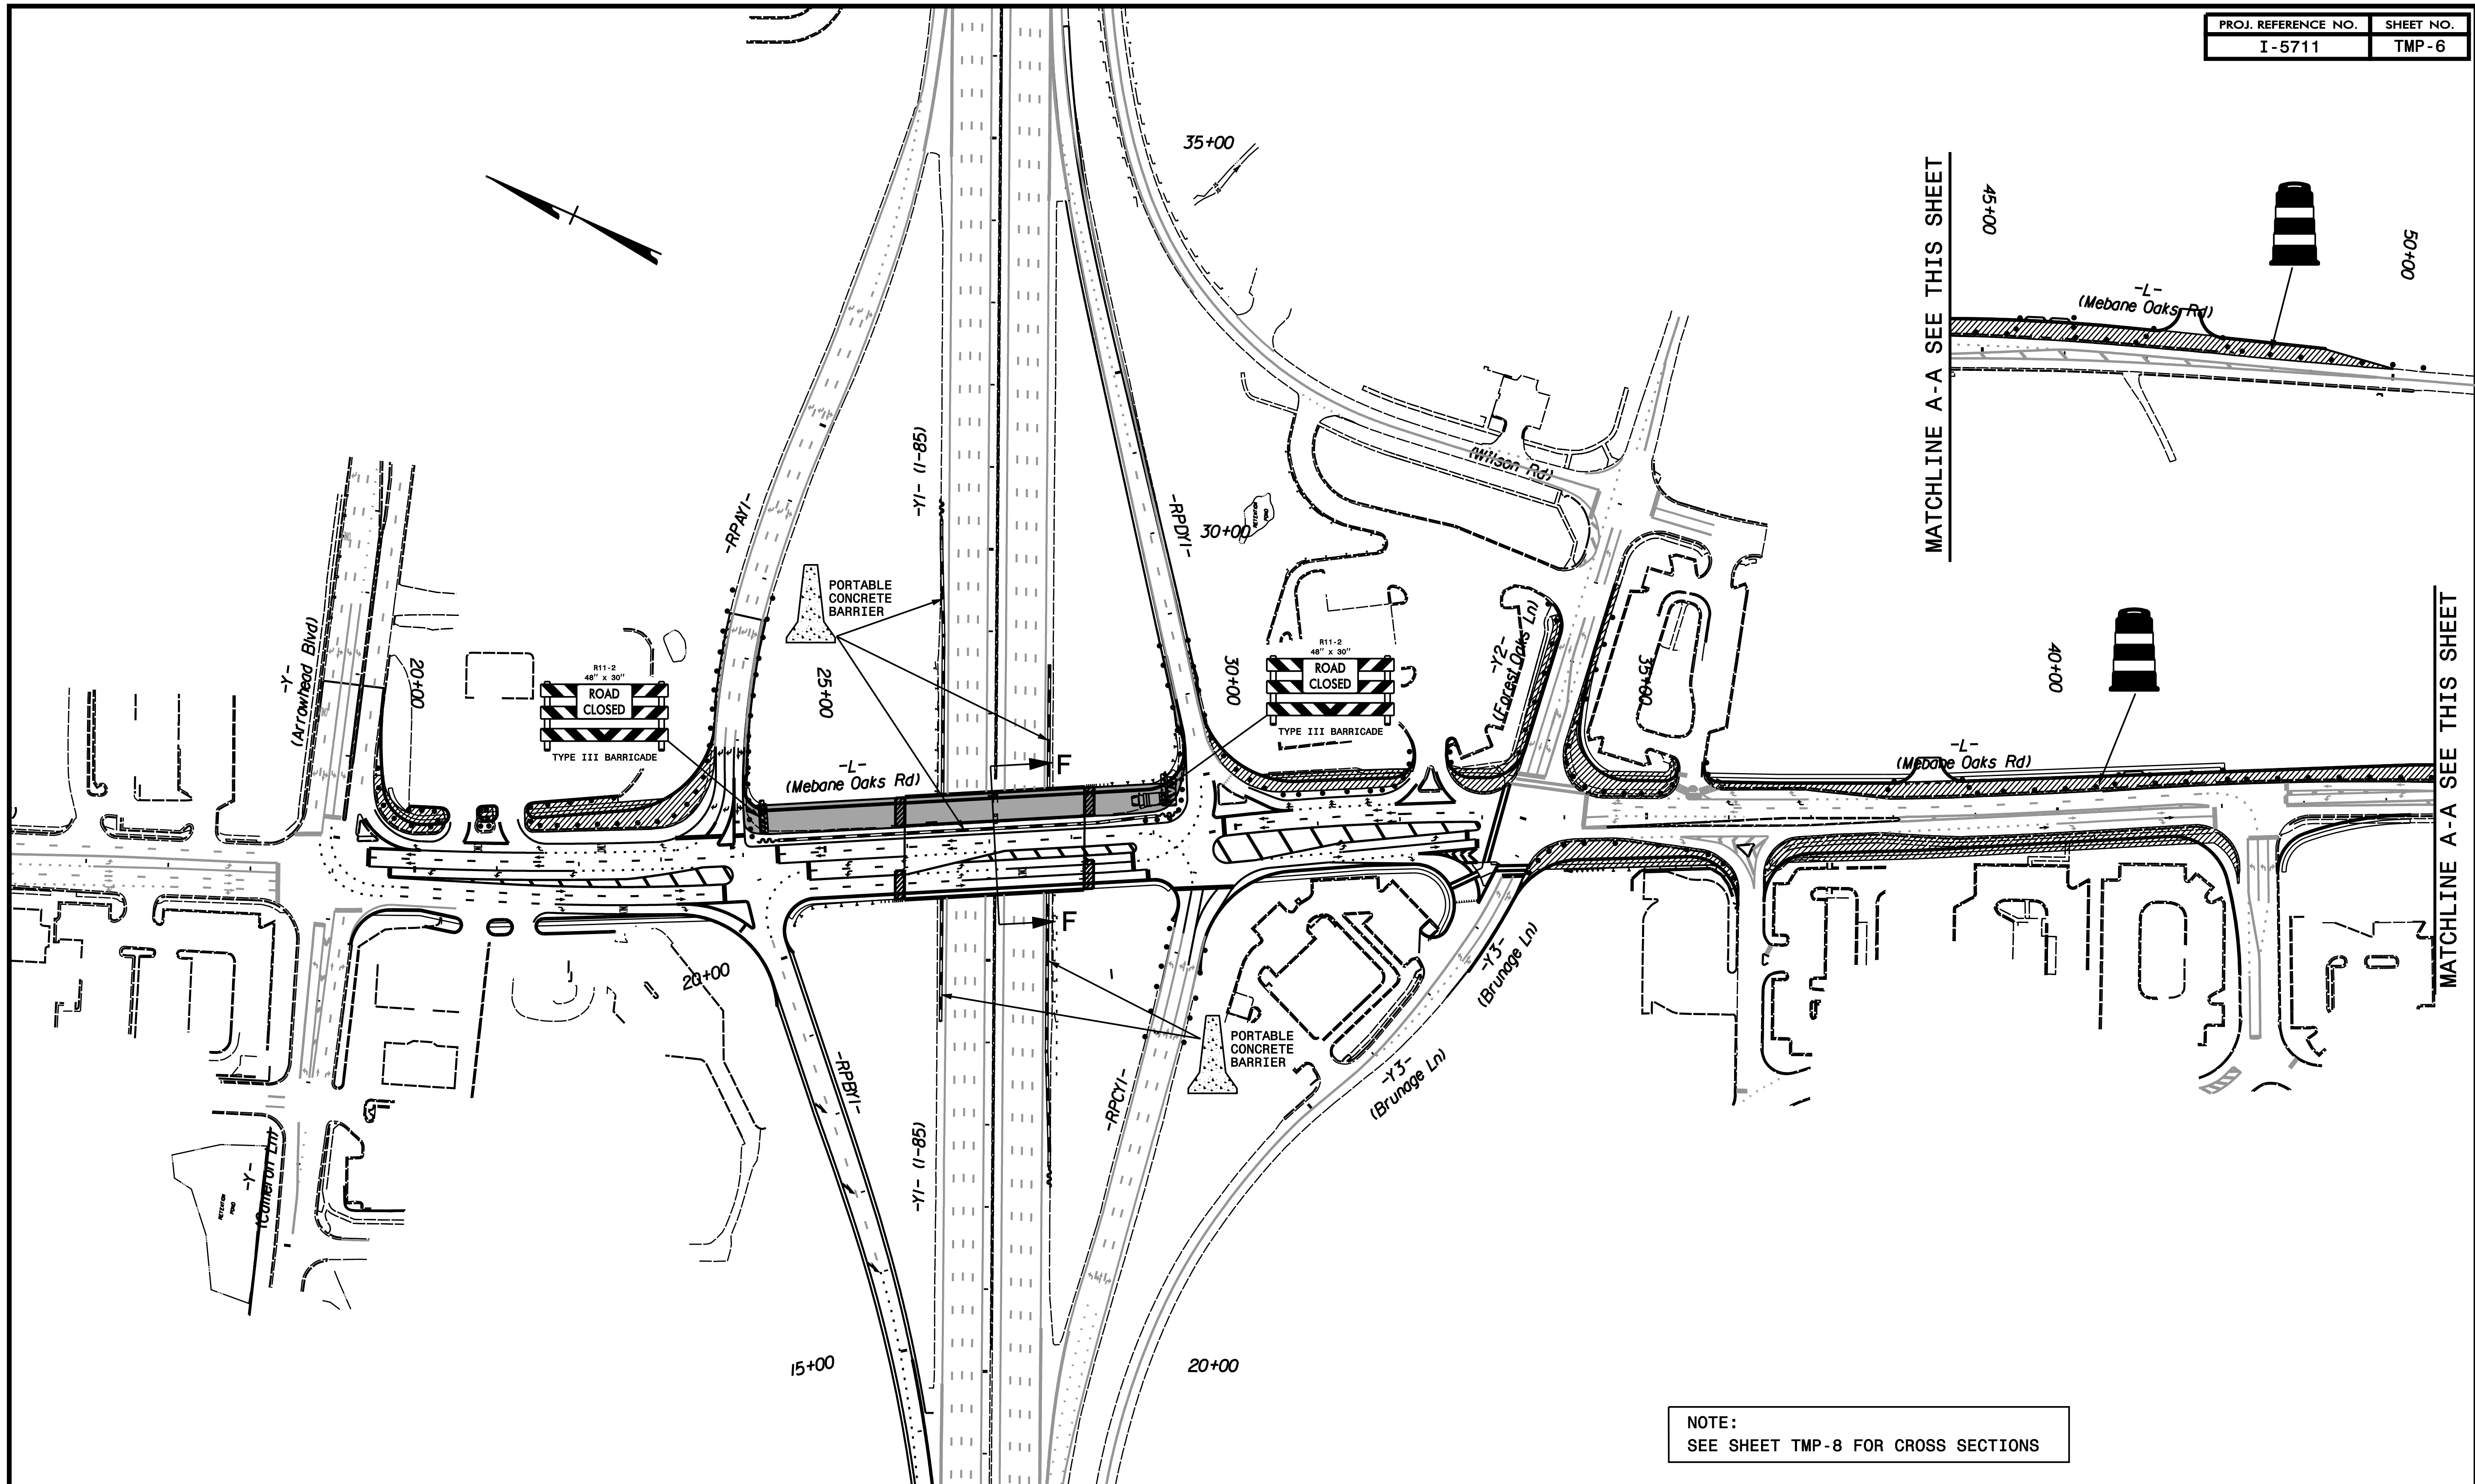 PROJ. REFERENCE NO. SHEET NO.
I-5711 TMP-6
35+00
MATCHLINE A-A SEE THIS SHEET
45+00
50+00
-L-
(Mebane Oaks Rd)
-Y1- (I-85)
-RPAY1-
-RPDY1-
(Wilson Rd)
30+00
RETENTION
POND
PORTABLE
CONCRETE
BARRIER
-Y-
(Arrowhead Blvd)
20+00
R11-2
48" x 30"
ROAD
CLOSED
TYPE III BARRICADE
25+00
30+00
R11-2
48" x 30"
ROAD
CLOSED
TYPE III BARRICADE
-Y2-
(Forest Oaks Ln)
35+00
40+00
MATCHLINE A-A SEE THIS SHEET
-L-
(Mebane Oaks Rd)
F
-L-
(Mebane Oaks Rd)
F
20+00
-Y3-
(Brunage Ln)
PORTABLE
CONCRETE
BARRIER
-Y3-
(Brunage Ln)
-RPBY1-
-RPCY1-
-Y1- (I-85)
-Y-
(Cameron Ln)
RETENTION
POND
15+00
20+00
NOTE:
SEE SHEET TMP-8 FOR CROSS SECTIONS